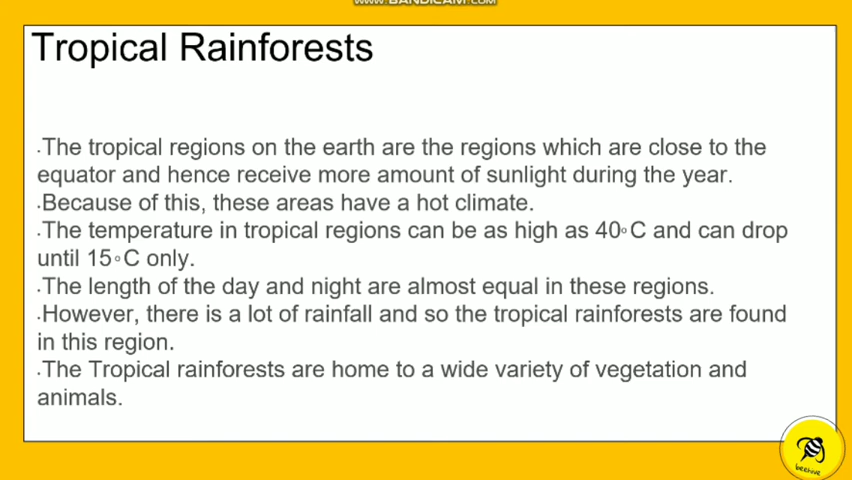 www.BANDICAM.com
Tropical Rainforests
.The tropical regions on the earth are the regions which are close to the
equator and hence receive more amount of sunlight during the year.
.Because of this, these areas have a hot climate.
.The temperature in tropical regions can be as high as 40◦C and can drop
until 15◦C only.
.The length of the day and night are almost equal in these regions.
.However, there is a lot of rainfall and so the tropical rainforests are found
in this region.
.The Tropical rainforests are home to a wide variety of vegetation and
animals.
beehive